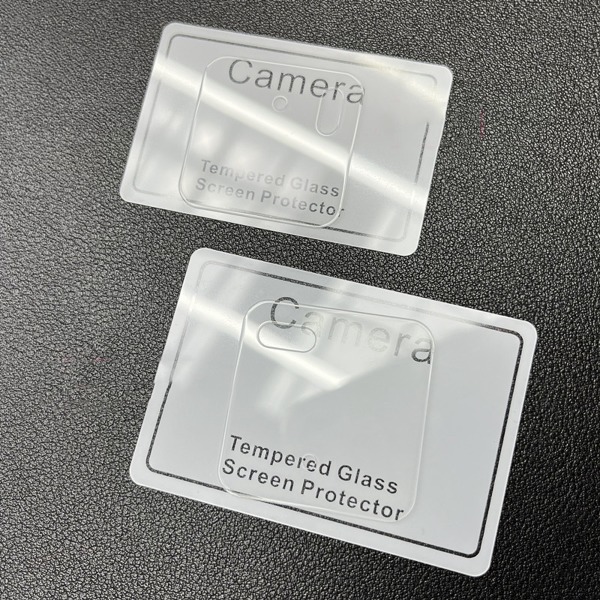 Camera
Tempered Glass
Screen Protector
Camera
Tempered Glass
Screen Protector